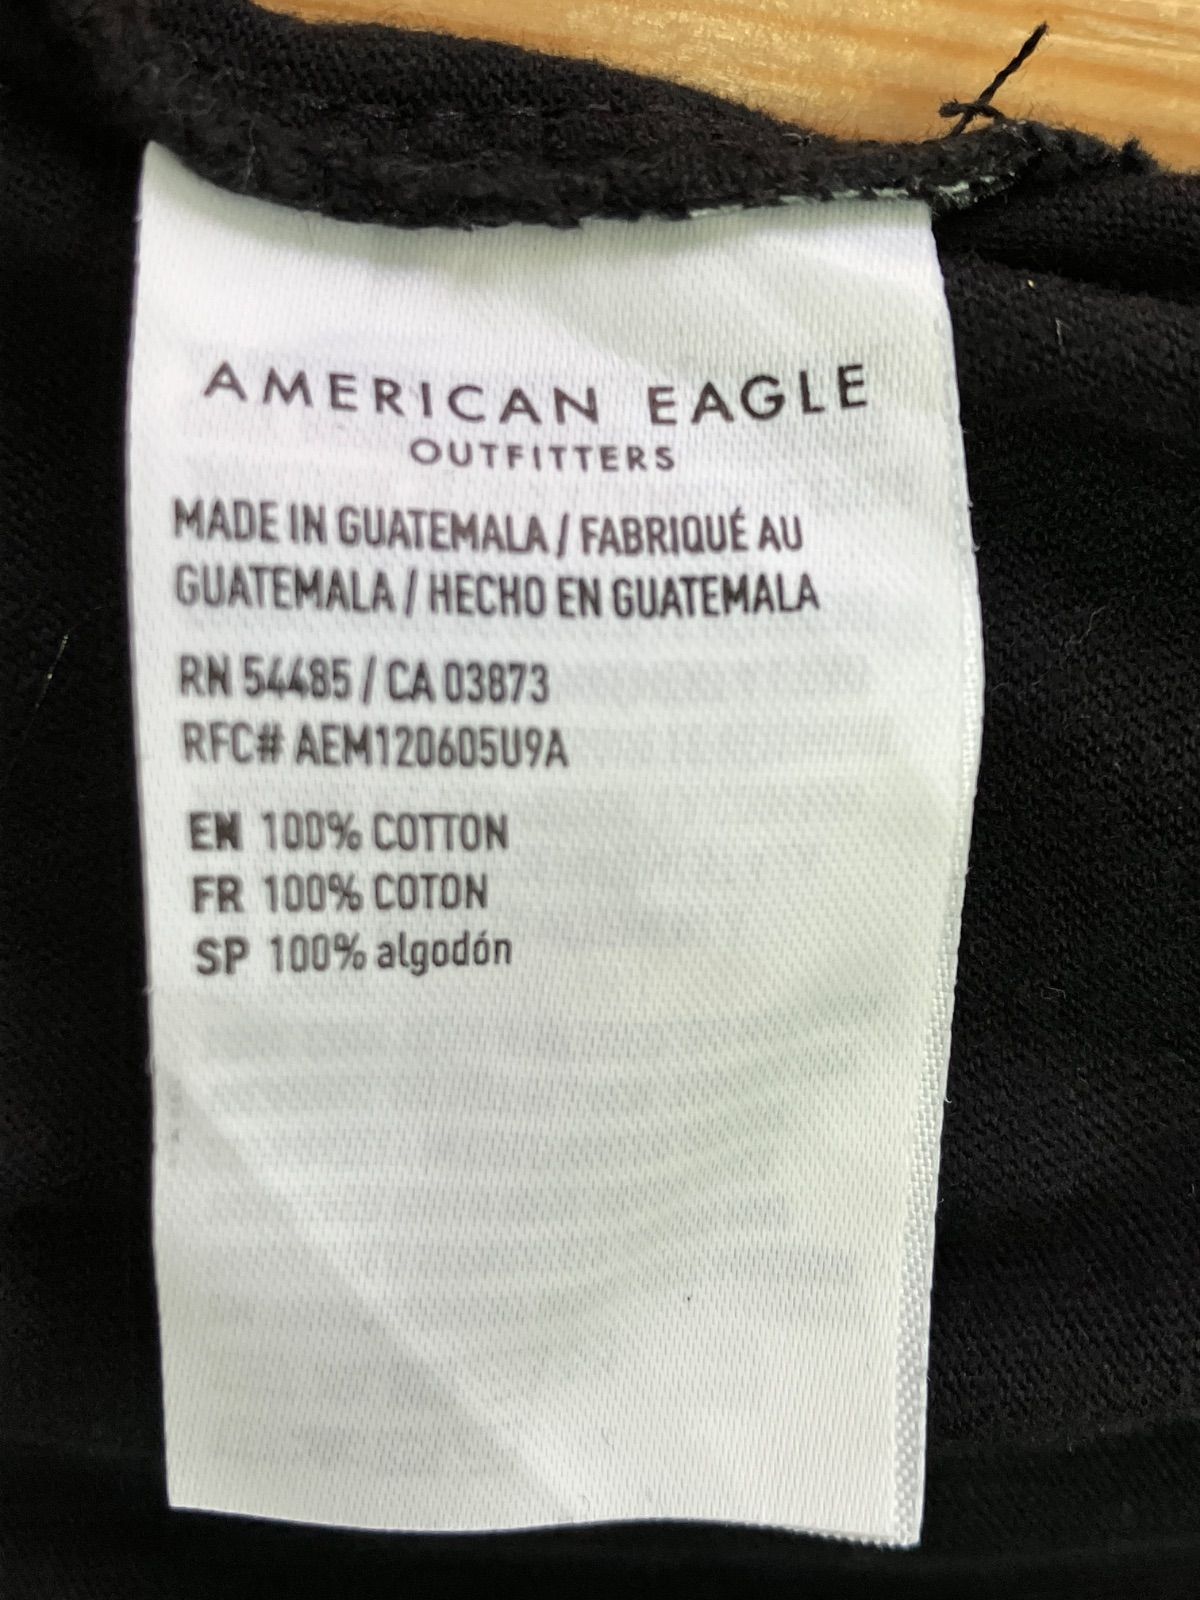 AMERICAN EAGLE
OUTFITTERS
MADE IN GUATEMALA / FABRIQUÉ AU
GUATEMALA / HECHO EN GUATEMALA
RN 54485 / CA 03873
RFC# AEM120605U9A
EN 100% COTTON
FR 100% COTON
SP 100% algodón